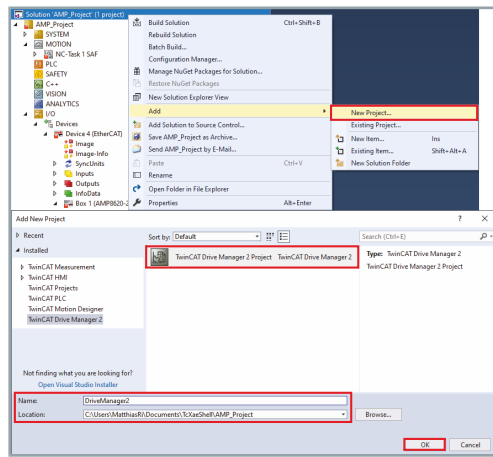 Solution 'AMP_Project' (1 project)
AMP_Project
SYSTEM
MOTION
NC-Task 1 SAF
PLC
SAFETY
C++
VISION
ANALYTICS
I/O
Devices
Device 4 (EtherCAT)
Image
Image-Info
SyncUnits
Inputs
Outputs
InfoData
Box 1 (AMP8620-2
Build Solution Ctrl+Shift+B
Rebuild Solution
Batch Build...
Configuration Manager...
Manage NuGet Packages for Solution...
Restore NuGet Packages
New Solution Explorer View
Add
Add Solution to Source Control...
Save AMP_Project as Archive...
Send AMP_Project by E-Mail...
Paste Ctrl+V
Rename
Open Folder in File Explorer
Properties Alt+Enter
New Project...
Existing Project...
New Item... Ins
Existing Item... Shift+Alt+A
New Solution Folder
Add New Project ? ×
Recent
Installed
TwinCAT Measurement
TwinCAT HMI
TwinCAT Projects
TwinCAT PLC
TwinCAT Motion Designer
TwinCAT Drive Manager 2
Not finding what you are looking for?
Open Visual Studio Installer
Sort by: Default
TwinCAT Drive Manager 2 Project TwinCAT Drive Manager 2
Search (Ctrl+E)
Type: TwinCAT Drive Manager 2
TwinCAT Drive Manager 2 Project
Name: DriveManager2
Location: C:\Users\MatthiasRi\Documents\TcXaeShell\AMP_Project
Browse...
OK Cancel